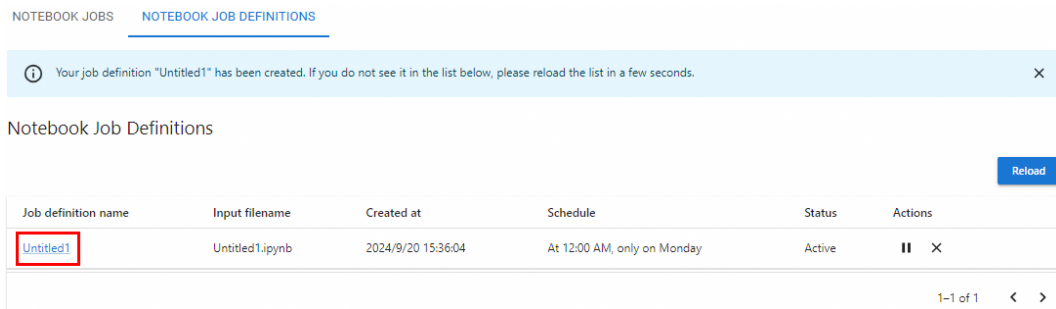 NOTEBOOK JOBS NOTEBOOK JOB DEFINITIONS
Your job definition "Untitled1" has been created. If you do not see it in the list below, please reload the list in a few seconds.
Notebook Job Definitions
Reload
Job definition name Input filename Created at Schedule Status Actions
Untitled1 Untitled1.ipynb 2024/9/20 15:36:04 At 12:00 AM, only on Monday Active
1–1 of 1